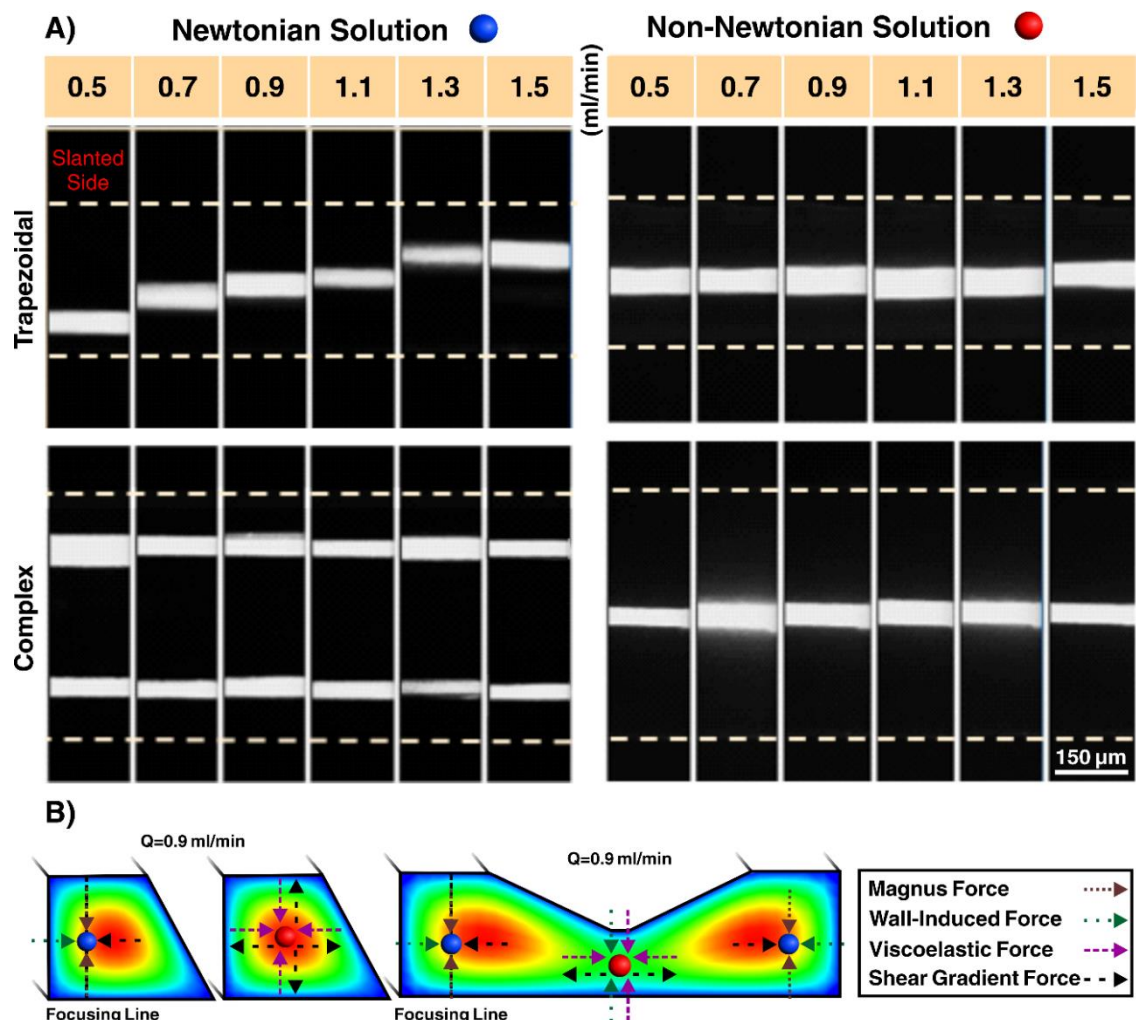 A)
Newtonian Solution
Non-Newtonian Solution
0.5 0.7 0.9 1.1 1.3 1.5
(ml/min)
0.5 0.7 0.9 1.1 1.3 1.5
Trapezoidal
Slanted
Side
Complex
150 µm
B)
Q=0.9 ml/min
Q=0.9 ml/min
Focusing Line
Focusing Line
Magnus Force
Wall-Induced Force
Viscoelastic Force
Shear Gradient Force